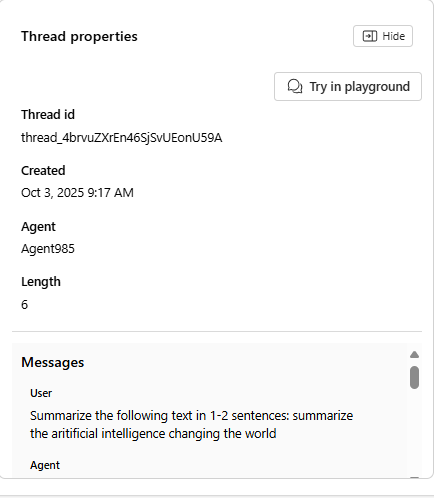 Thread properties
Hide
Try in playground
Thread id
thread_4brvuZXrEn46SjSvUEonU59A
Created
Oct 3, 2025 9:17 AM
Agent
Agent985
Length
6
Messages
User
Summarize the following text in 1-2 sentences: summarize
the aritificial intelligence changing the world
Agent